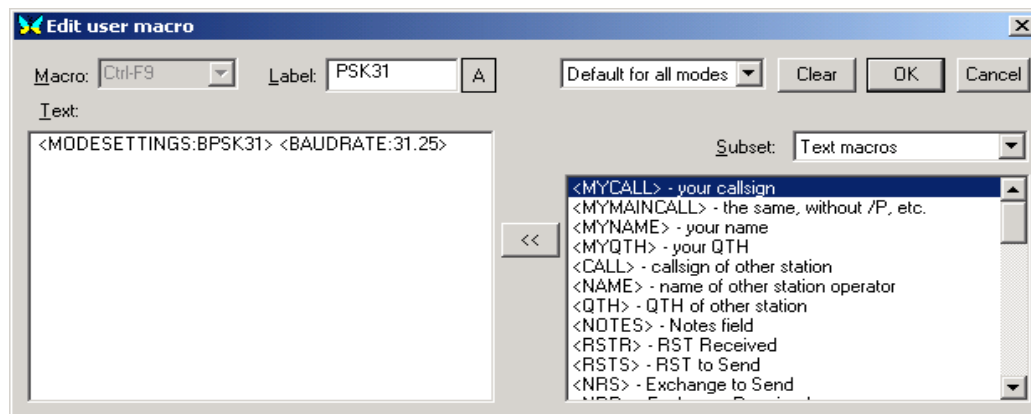 Edit user macro
Macro: Ctrl-F9 Label: PSK31 A Default for all modes Clear OK Cancel
Text:
<MODESETTINGS:BPSK31> <BAUDRATE:31.25>
Subset: Text macros
<MYCALL> - your callsign
<MYMAINCALL> - the same, without /P, etc.
<MYNAME> - your name
<MYQTH> - your QTH
<<
<CALL> - callsign of other station
<NAME> - name of other station operator
<QTH> - QTH of other station
<NOTES> - Notes field
<RSTR> - RST Received
<RSTS> - RST to Send
<NRS> - Exchange to Send